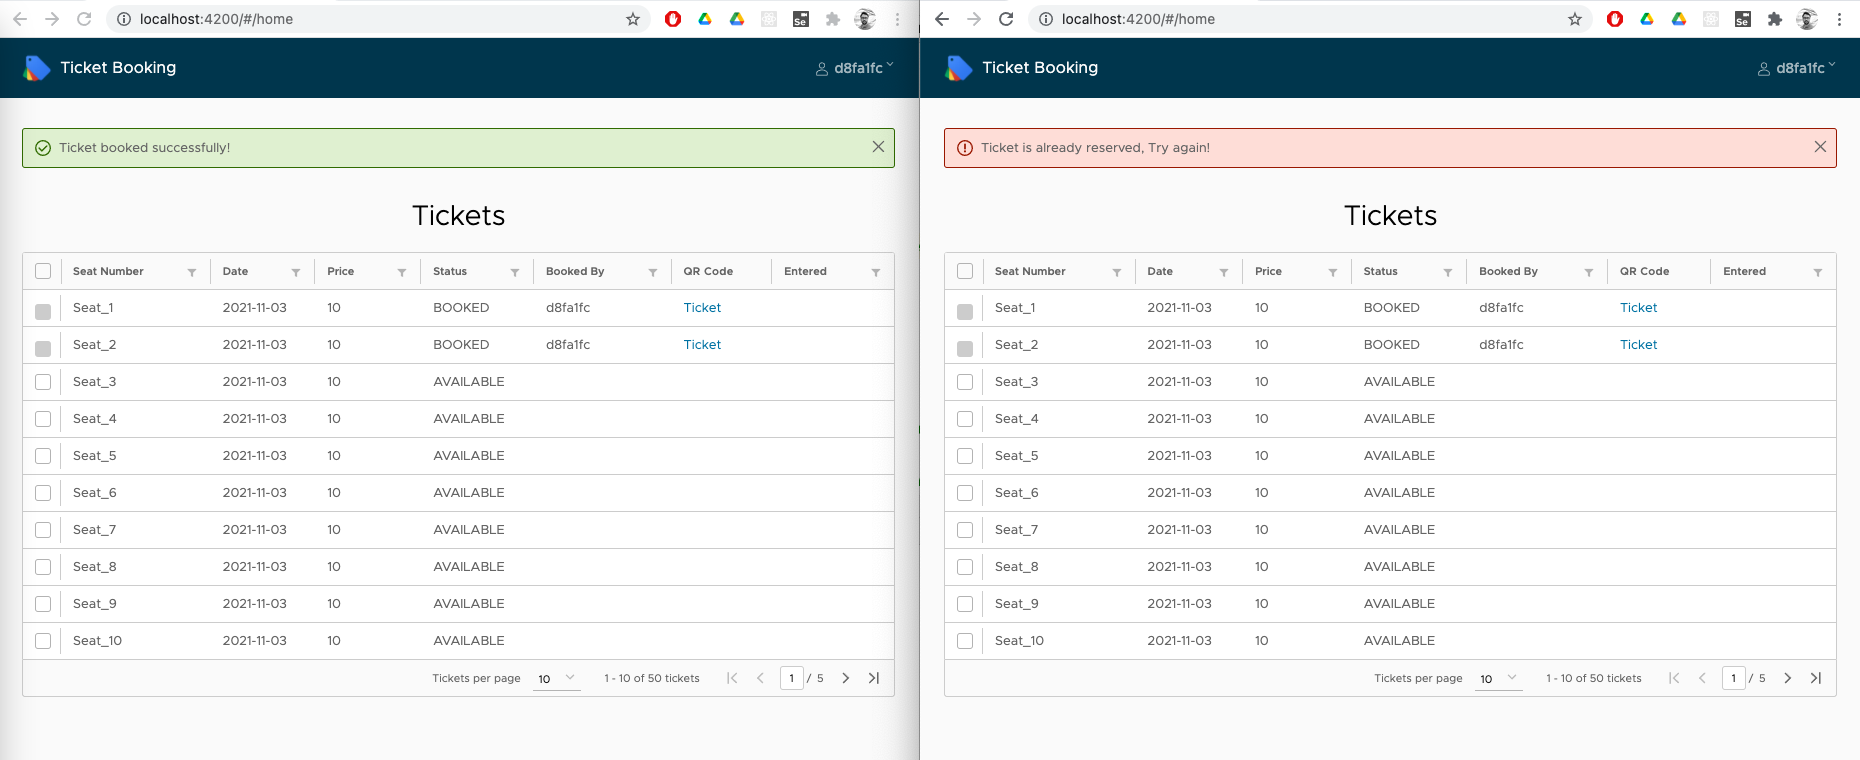 localhost:4200/#/home
Ticket Booking
d8fa1fc
Ticket booked successfully!
Tickets
Seat Number Date Price Status Booked By QR Code Entered
Seat_1 2021-11-03 10 BOOKED d8fa1fc Ticket
Seat_2 2021-11-03 10 BOOKED d8fa1fc Ticket
Seat_3 2021-11-03 10 AVAILABLE
Seat_4 2021-11-03 10 AVAILABLE
Seat_5 2021-11-03 10 AVAILABLE
Seat_6 2021-11-03 10 AVAILABLE
Seat_7 2021-11-03 10 AVAILABLE
Seat_8 2021-11-03 10 AVAILABLE
Seat_9 2021-11-03 10 AVAILABLE
Seat_10 2021-11-03 10 AVAILABLE
Tickets per page 10 1 - 10 of 50 tickets 1 / 5
localhost:4200/#/home
Se
Ticket Booking
d8fa1fc
Ticket is already reserved, Try again!
Tickets
Seat Number Date Price Status Booked By QR Code Entered
Seat_1 2021-11-03 10 BOOKED d8fa1fc Ticket
Seat_2 2021-11-03 10 BOOKED d8fa1fc Ticket
Seat_3 2021-11-03 10 AVAILABLE
Seat_4 2021-11-03 10 AVAILABLE
Seat_5 2021-11-03 10 AVAILABLE
Seat_6 2021-11-03 10 AVAILABLE
Seat_7 2021-11-03 10 AVAILABLE
Seat_8 2021-11-03 10 AVAILABLE
Seat_9 2021-11-03 10 AVAILABLE
Seat_10 2021-11-03 10 AVAILABLE
Tickets per page 10 1 - 10 of 50 tickets 1 / 5